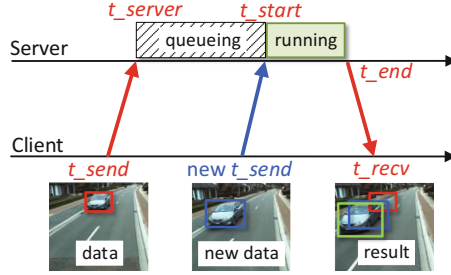 t_server t_start
queueing running
Server
t_end
Client
t_send new t_send t_recv
data new data result